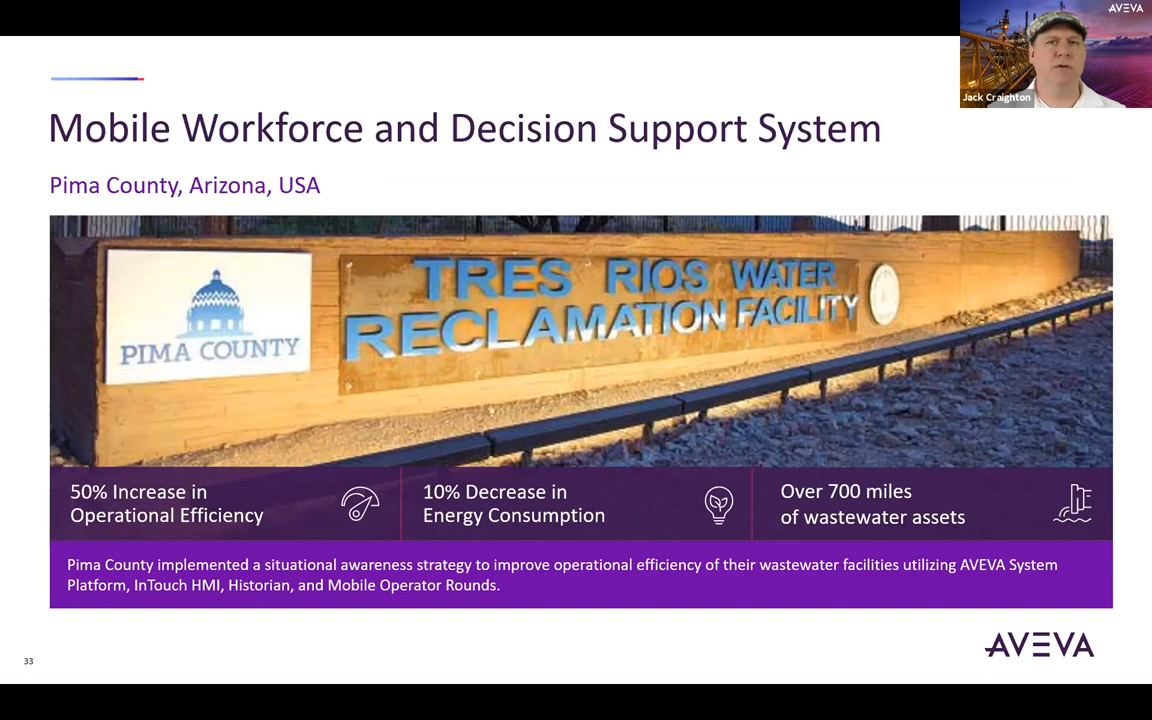 AVEVA
Jack Craighton
Mobile Workforce and Decision Support System
Pima County, Arizona, USA
PIMA COUNTY
TRES RIOS WATER
RECLAMATION FACILITY
50% Increase in
Operational Efficiency
10% Decrease in
Energy Consumption
Over 700 miles
of wastewater assets
Pima County implemented a situational awareness strategy to improve operational efficiency of their wastewater facilities utilizing AVEVA System
Platform, InTouch HMI, Historian, and Mobile Operator Rounds.
AVEVA
33